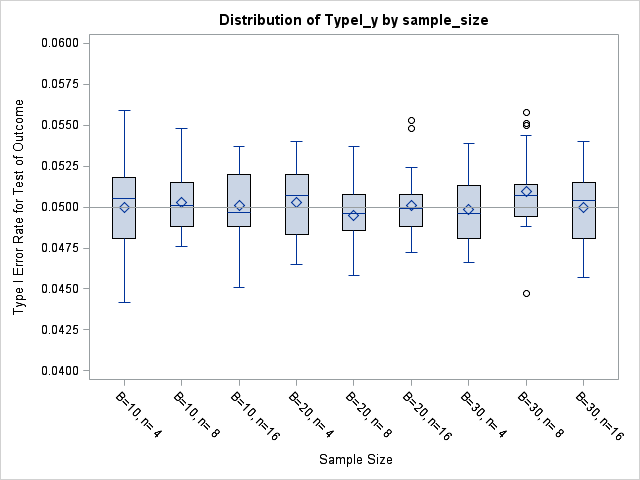 Distribution of TypeI_y by sample_size
0.0600
0.0575
0.0550
0.0525
0.0500
0.0475
0.0450
0.0425
0.0400
Type I Error Rate for Test of Outcome
B=10, n= 4
B=10, n= 8
B=10, n=16
B=20, n= 4
B=20, n= 8
B=20, n=16
B=30, n= 4
B=30, n= 8
B=30, n=16
Sample Size